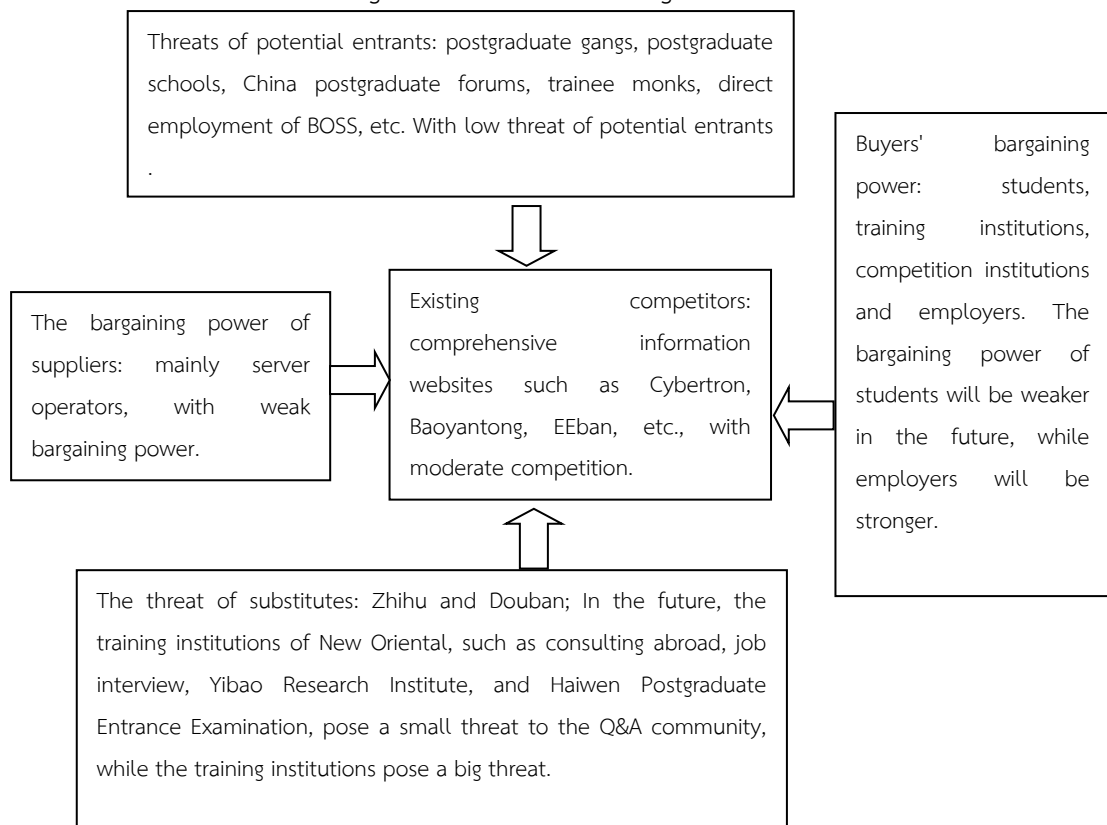 Threats of potential entrants: postgraduate gangs, postgraduate
schools, China postgraduate forums, trainee monks, direct
employment of BOSS, etc. With low threat of potential entrants
.
Buyers' bargaining
power: students,
training institutions,
competition institutions
and employers. The
bargaining power of
students will be weaker
in the future, while
employers will be
stronger.
The bargaining power of
suppliers: mainly server
operators, with weak
bargaining power.
Existing competitors:
comprehensive information
websites such as Cybertron,
Baoyantong, EEban, etc., with
moderate competition.
The threat of substitutes: Zhihu and Douban; In the future, the
training institutions of New Oriental, such as consulting abroad, job
interview, Yibao Research Institute, and Haiwen Postgraduate
Entrance Examination, pose a small threat to the Q&A community,
while the training institutions pose a big threat.